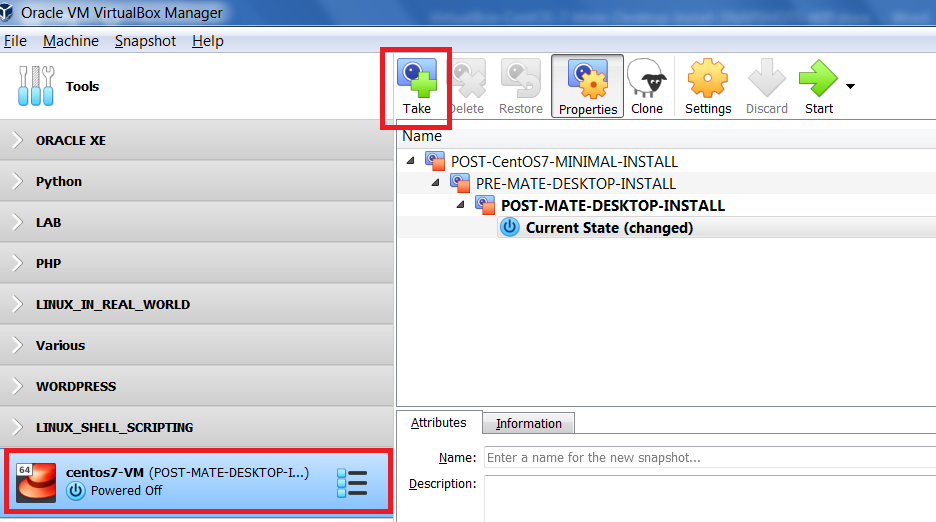 Oracle VM VirtualBox Manager
File Machine Snapshot Help
Tools
Take Delete Restore Properties Clone Settings Discard Start
ORACLE XE
Python
LAB
PHP
LINUX_IN_REAL_WORLD
Various
WORDPRESS
LINUX_SHELL_SCRIPTING
64
centos7-VM (POST-MATE-DESKTOP-I...)
Powered Off
Name
POST-CentOS7-MINIMAL-INSTALL
PRE-MATE-DESKTOP-INSTALL
POST-MATE-DESKTOP-INSTALL
Current State (changed)
Attributes Information
Name: Enter a name for the new snapshot...
Description: